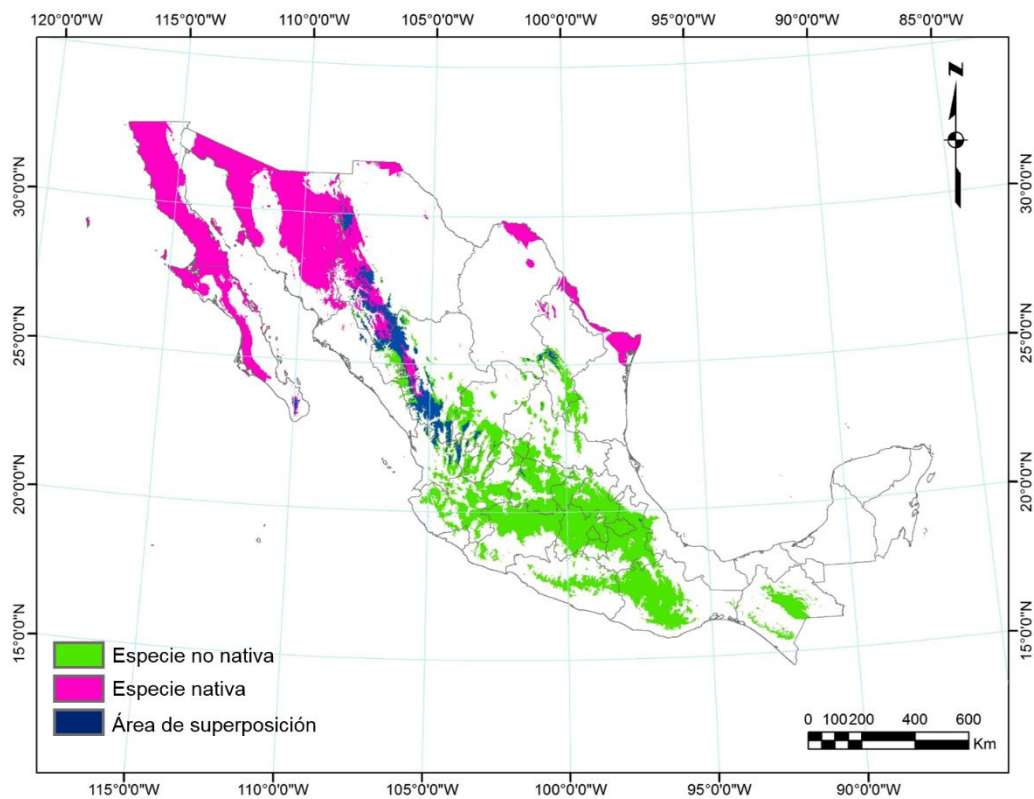 120°0'0"W 115°0'0"W 110°0'0"W 105°0'0"W 100°0'0"W 95°0'0"W 90°0'0"W 85°0'0"W
N
30°0'0"N 30°0'0"N
25°0'0"N 25°0'0"N
20°0'0"N 20°0'0"N
15°0'0"N 15°0'0"N
Especie no nativa
Especie nativa
Área de superposición
0 100 200 400 600
Km
115°0'0"W 110°0'0"W 105°0'0"W 100°0'0"W 95°0'0"W 90°0'0"W